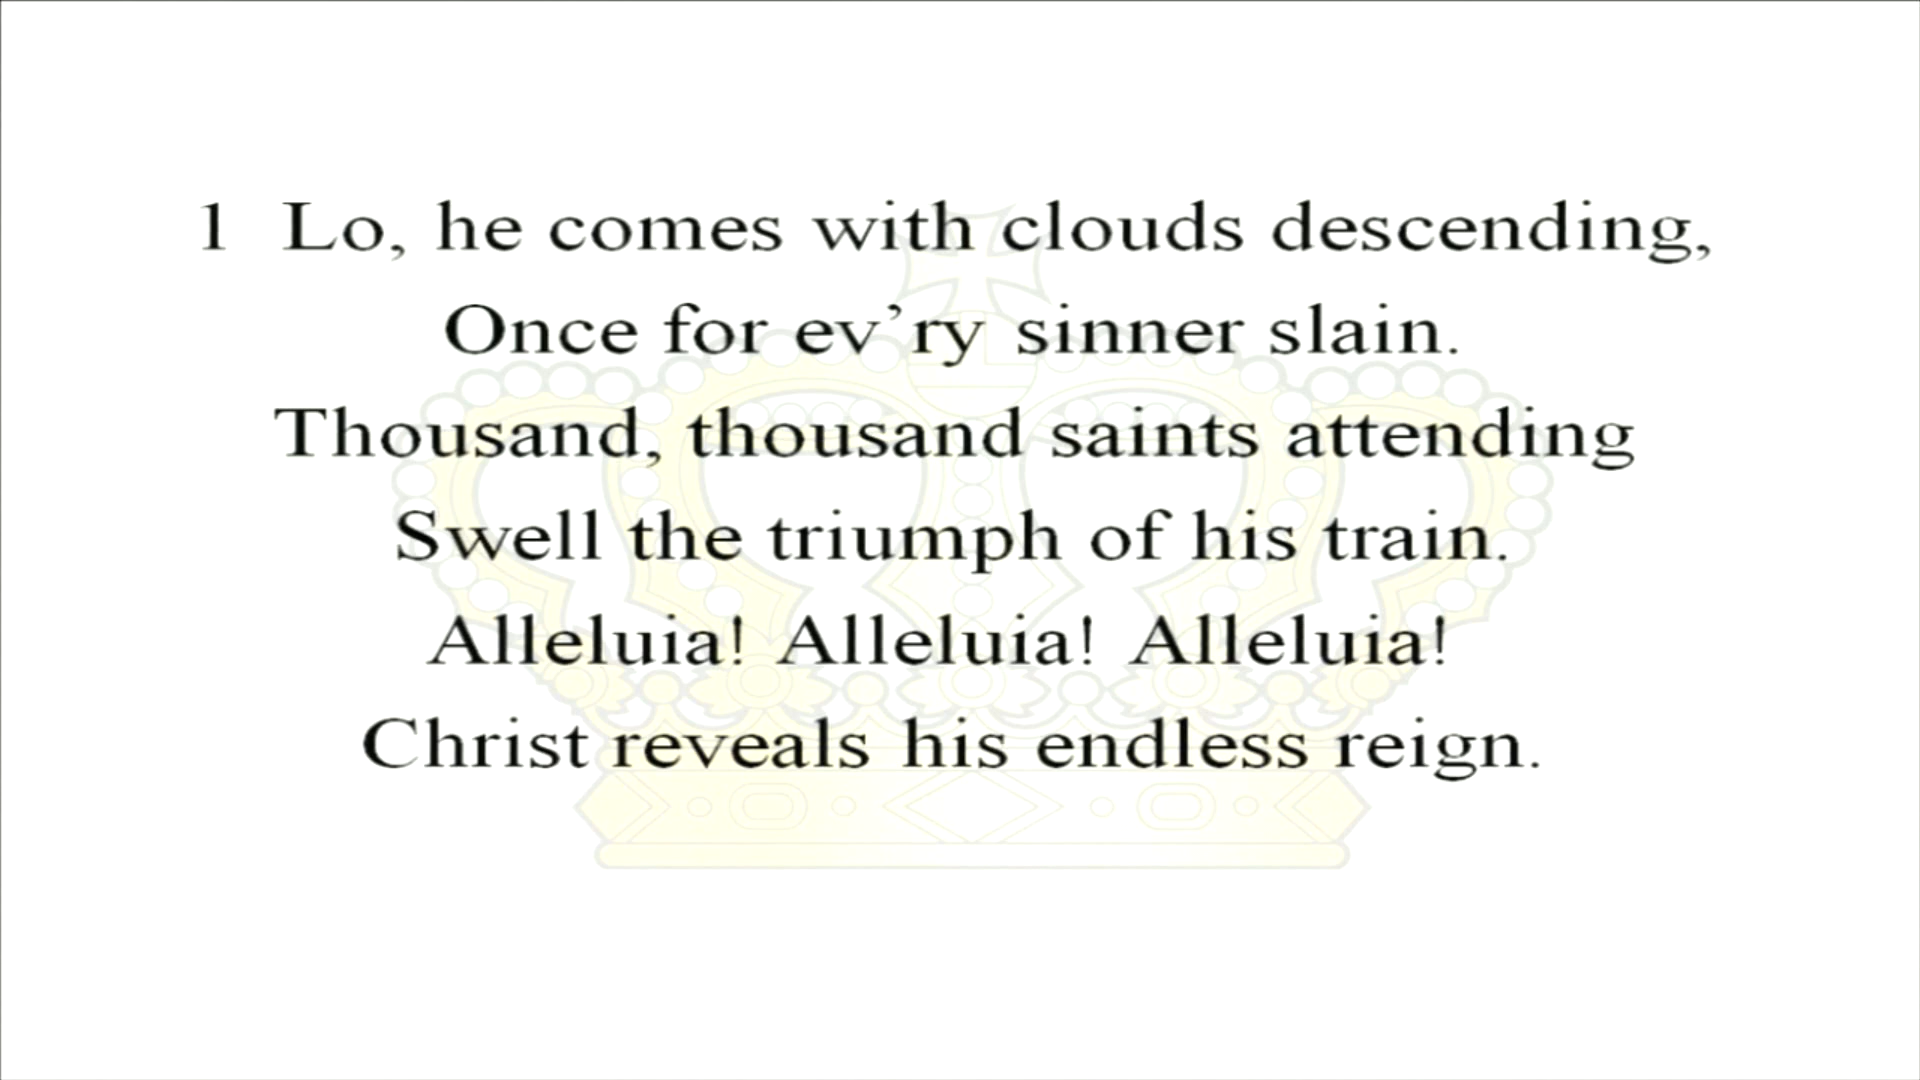 1 Lo, he comes with clouds descending,
Once for ev’ry sinner slain.
Thousand, thousand saints attending
Swell the triumph of his train.
Alleluia! Alleluia! Alleluia!
Christ reveals his endless reign.